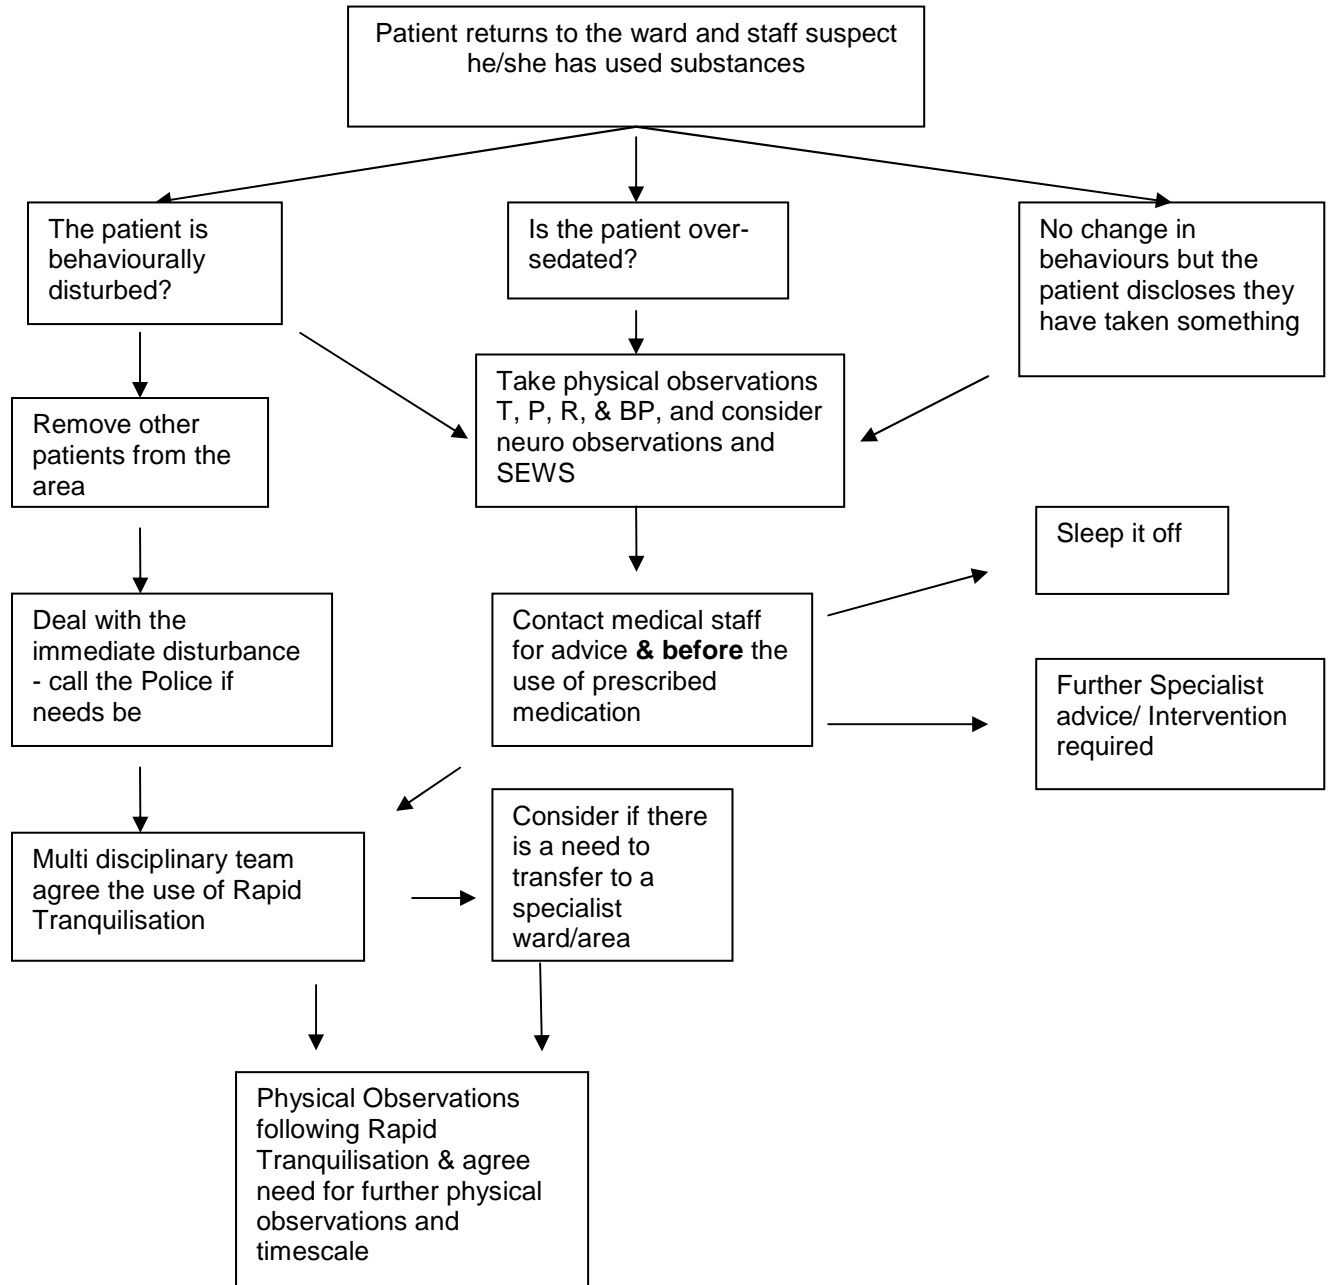 Patient returns to the ward and staff suspect
he/she has used substances
The patient is
behaviourally
disturbed?
Is the patient over-
sedated?
No change in
behaviours but the
patient discloses they
have taken something
Take physical observations
T, P, R, & BP, and consider
neuro observations and
SEWS
Remove other
patients from the
area
Sleep it off
Deal with the
immediate disturbance
- call the Police if
needs be
Contact medical staff
for advice & before the
use of prescribed
medication
Further Specialist
advice/ Intervention
required
Multi disciplinary team
agree the use of Rapid
Tranquilisation
Consider if there
is a need to
transfer to a
specialist
ward/area
Physical Observations
following Rapid
Tranquilisation & agree
need for further physical
observations and
timescale